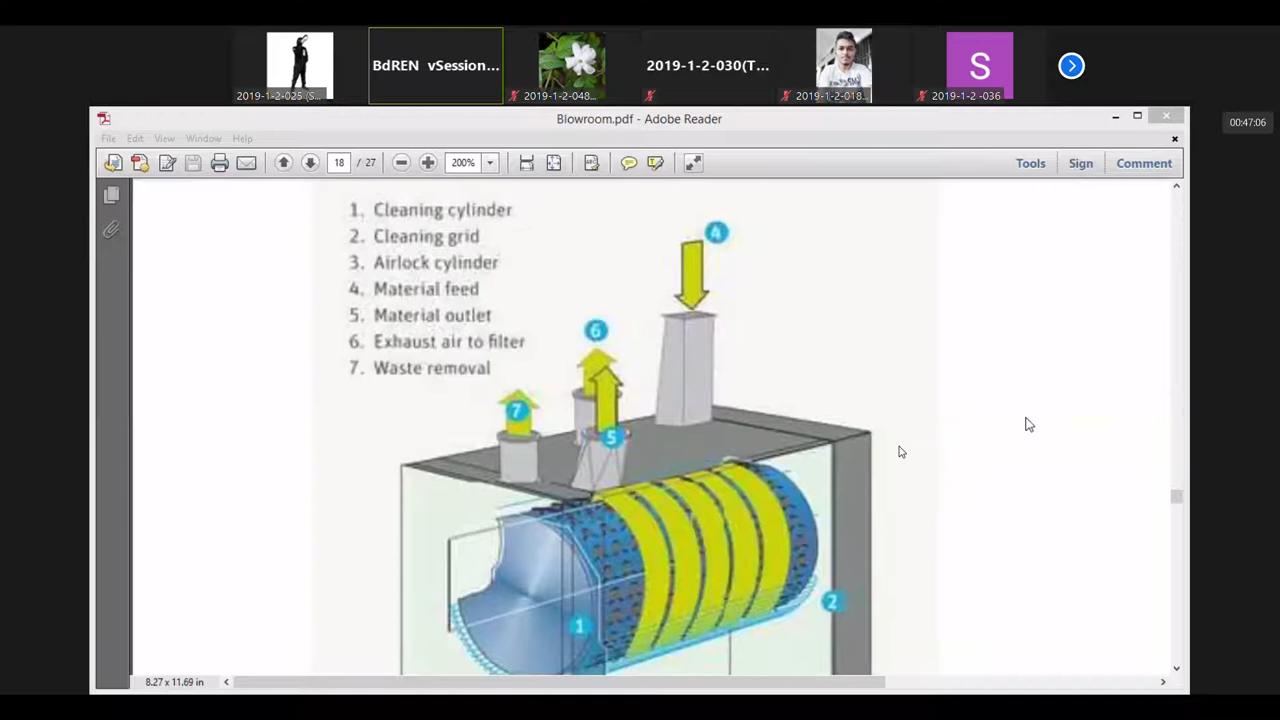 BdREN vSession...
2019-1-2-030(T...
S
2019-1-2-025 (S...
2019-1-2-048...
2019-1-2-018...
2019-1-2 -036
00:47:06
Blowroom.pdf - Adobe Reader
File Edit View Window Help
18 / 27
200%
Tools Sign Comment
1. Cleaning cylinder
2. Cleaning grid
3. Airlock cylinder
4. Material feed
5. Material outlet
6. Exhaust air to filter
7. Waste removal
4
6
7
5
2
1
8.27 x 11.69 in